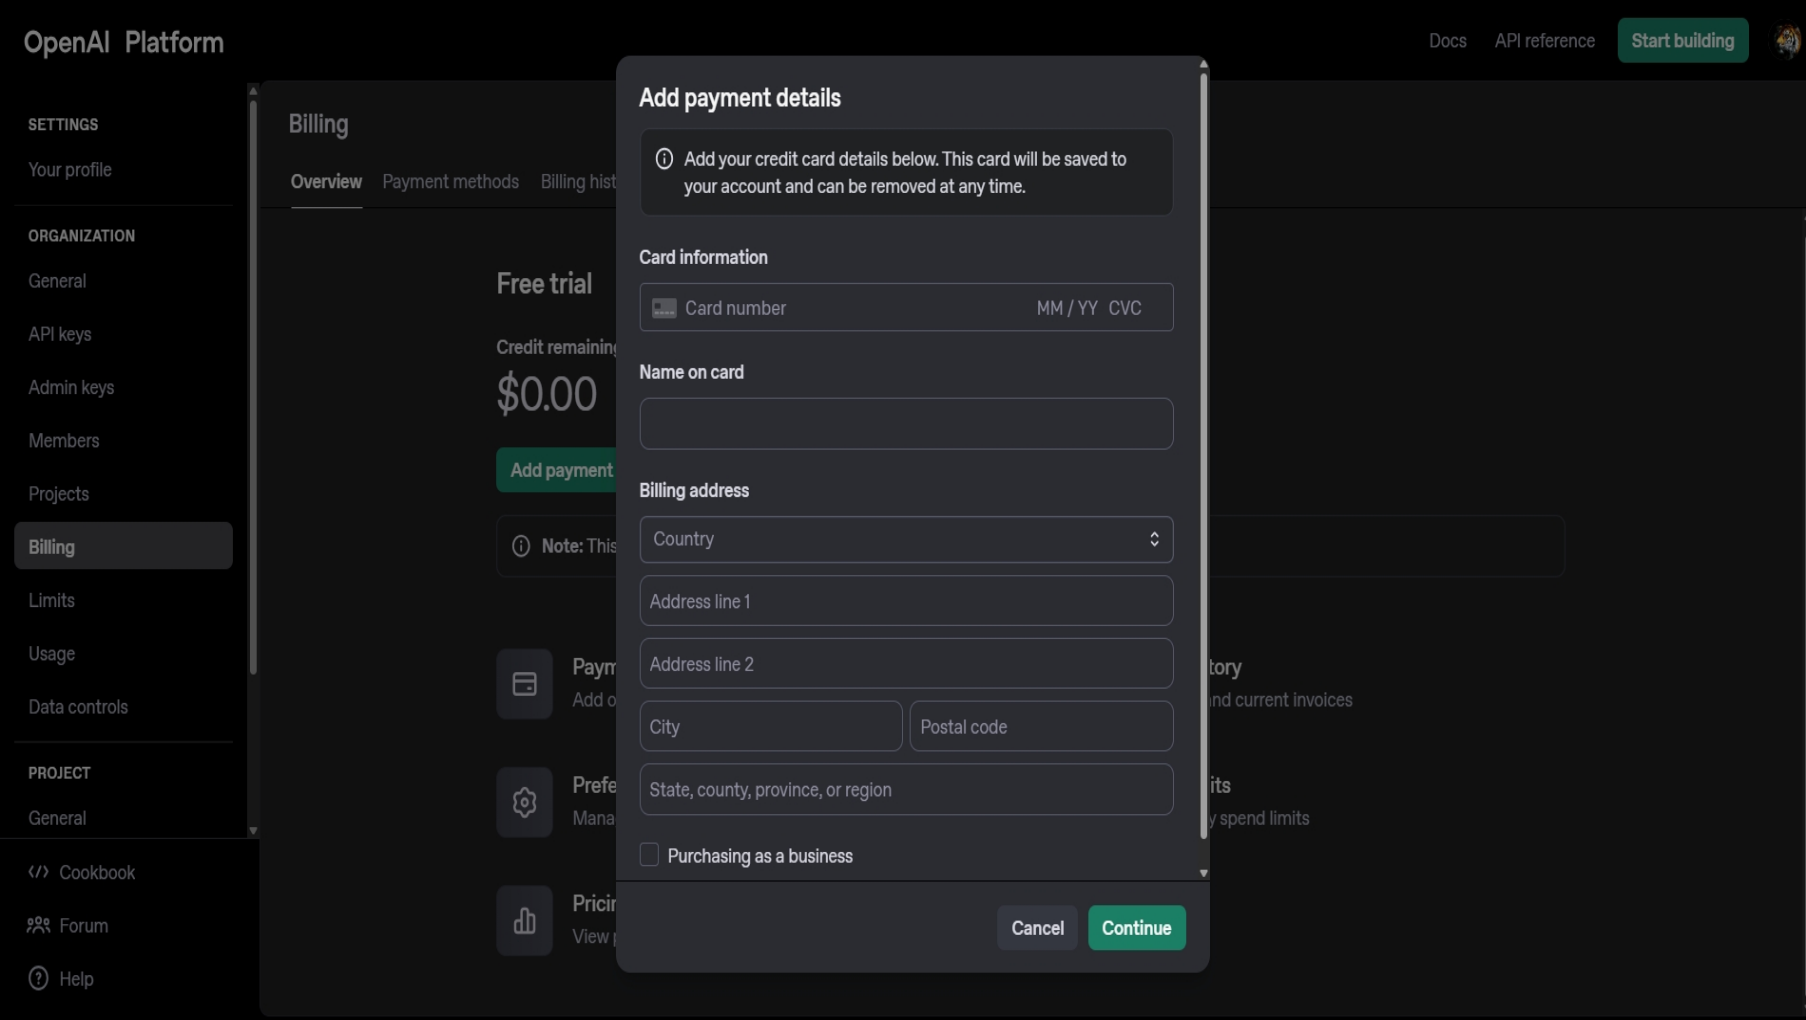 OpenAI Platform
Docs
API reference
Start building
SETTINGS
Your profile
ORGANIZATION
General
API keys
Admin keys
Members
Projects
Billing
Limits
Usage
Data controls
PROJECT
General
Cookbook
Forum
Help
Billing
Overview
Payment methods
Billing hist
Free trial
Credit remaining
$0.00
Add payment
Note: This
Paym
Add o
tory
nd current invoices
Prefe
Mana
its
y spend limits
Pricin
View p
Add payment details
Add your credit card details below. This card will be saved to
your account and can be removed at any time.
Card information
Card number MM / YY CVC
Name on card
Billing address
Country
Address line 1
Address line 2
City
Postal code
State, county, province, or region
Purchasing as a business
Cancel
Continue